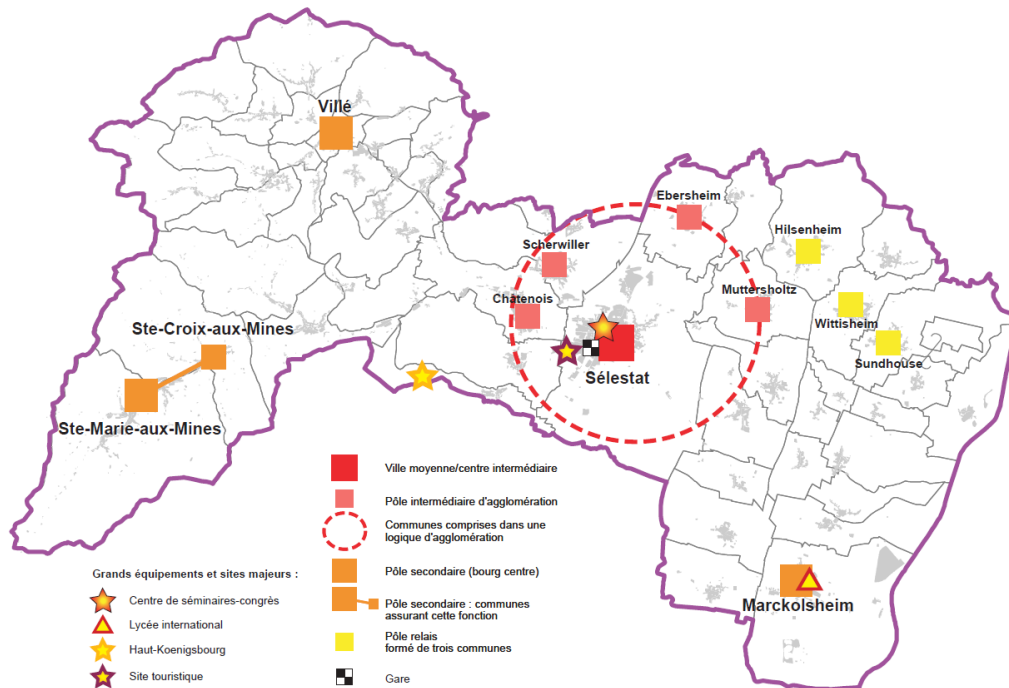 Villé
Ebersheim
Hilsenheim
Scherwiller
Chatenois
Muttersholtz
Wittisheim
Ste-Croix-aux-Mines
Sundhouse
Sélestat
Ste-Marie-aux-Mines
Marckolsheim
Ville moyenne/centre intermédiaire
Pôle intermédiaire d'agglomération
Communes comprises dans une
logique d'agglomération
Pôle secondaire (bourg centre)
Pôle secondaire : communes
assurant cette fonction
Pôle relais
formé de trois communes
Gare
Grands équipements et sites majeurs :
Centre de séminaires-congrès
Lycée international
Haut-Koenigsbourg
Site touristique